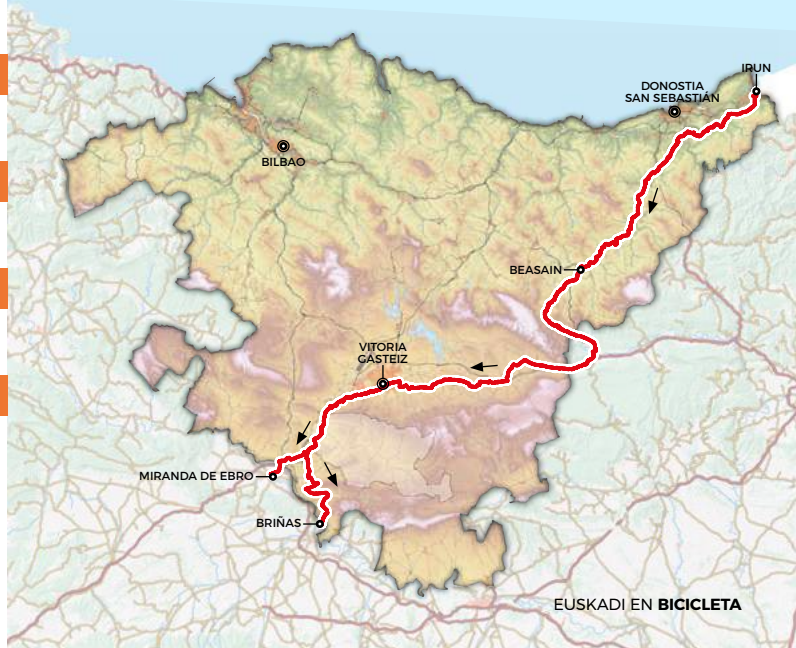 IRUN
DONOSTIA
SAN SEBASTIÁN
BILBAO
BEASAIN
VITORIA
GASTEIZ
MIRANDA DE EBRO
BRIÑAS
EUSKADI EN BICICLETA